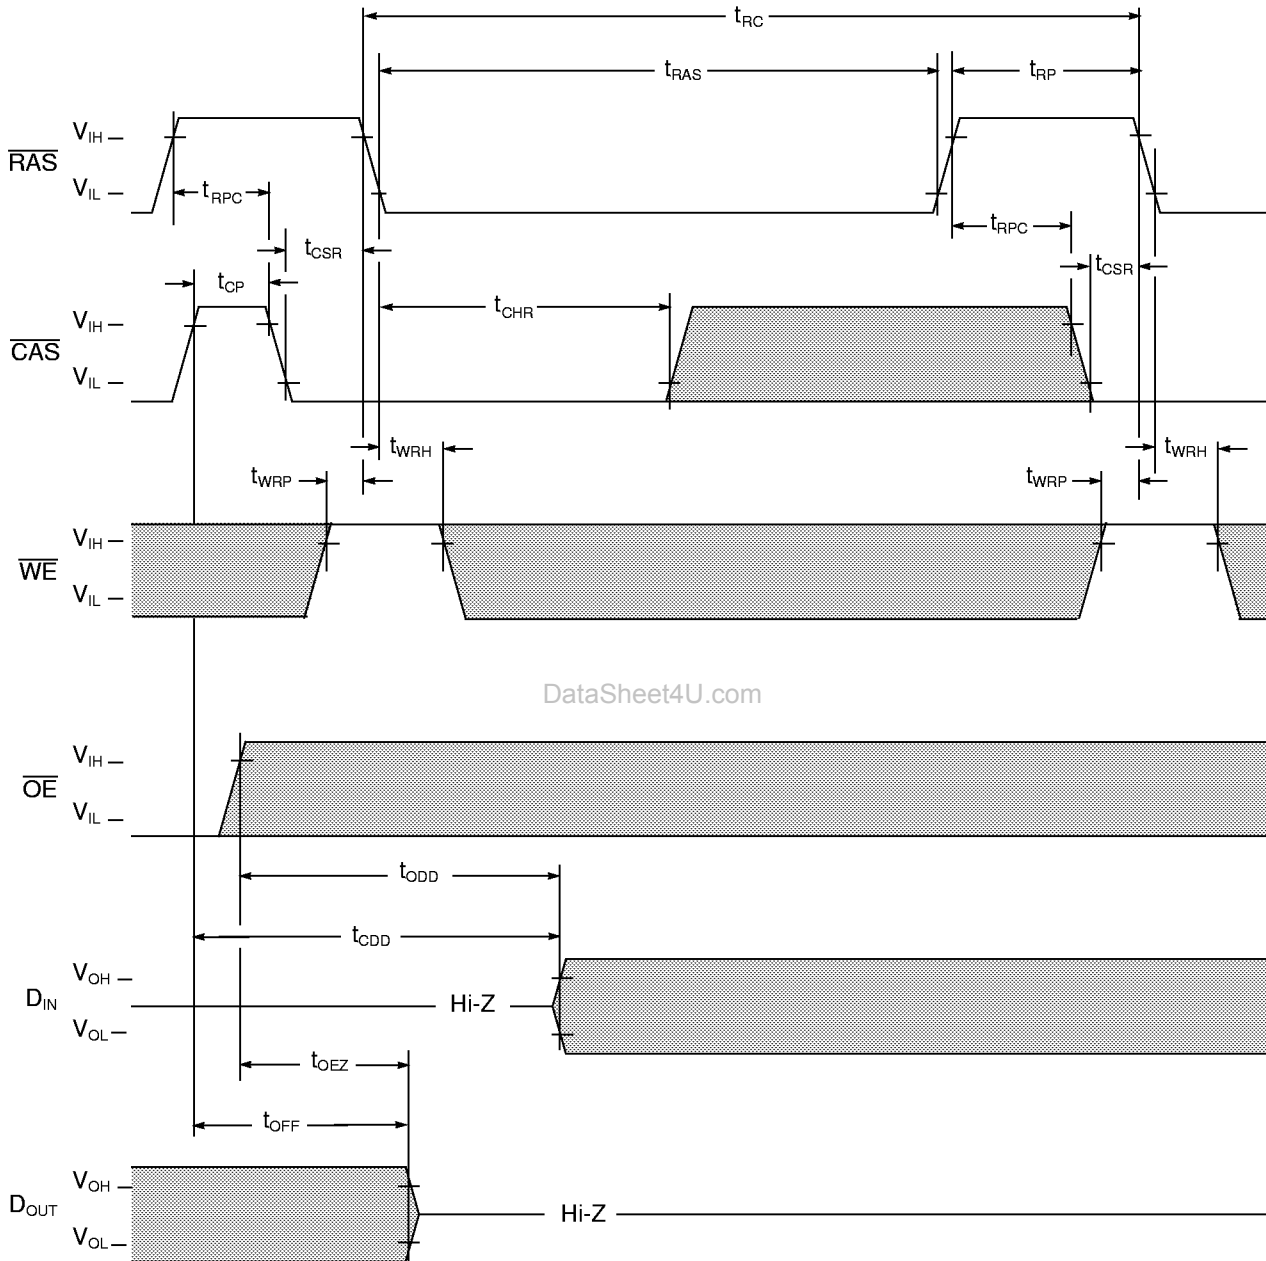 tRC
tRAS
tRP
VIH
RAS
VIL
tRPC
tRPC
tCSR
tCSR
tCP
tCHR
VIH
CAS
VIL
tWRH
tWRH
tWRP
tWRP
VIH
WE
VIL
DataSheet4U.com
VIH
OE
VIL
tODD
tCDD
VOH
DIN
Hi-Z
VOL
tOEZ
tOFF
VOH
DOUT
Hi-Z
VOL